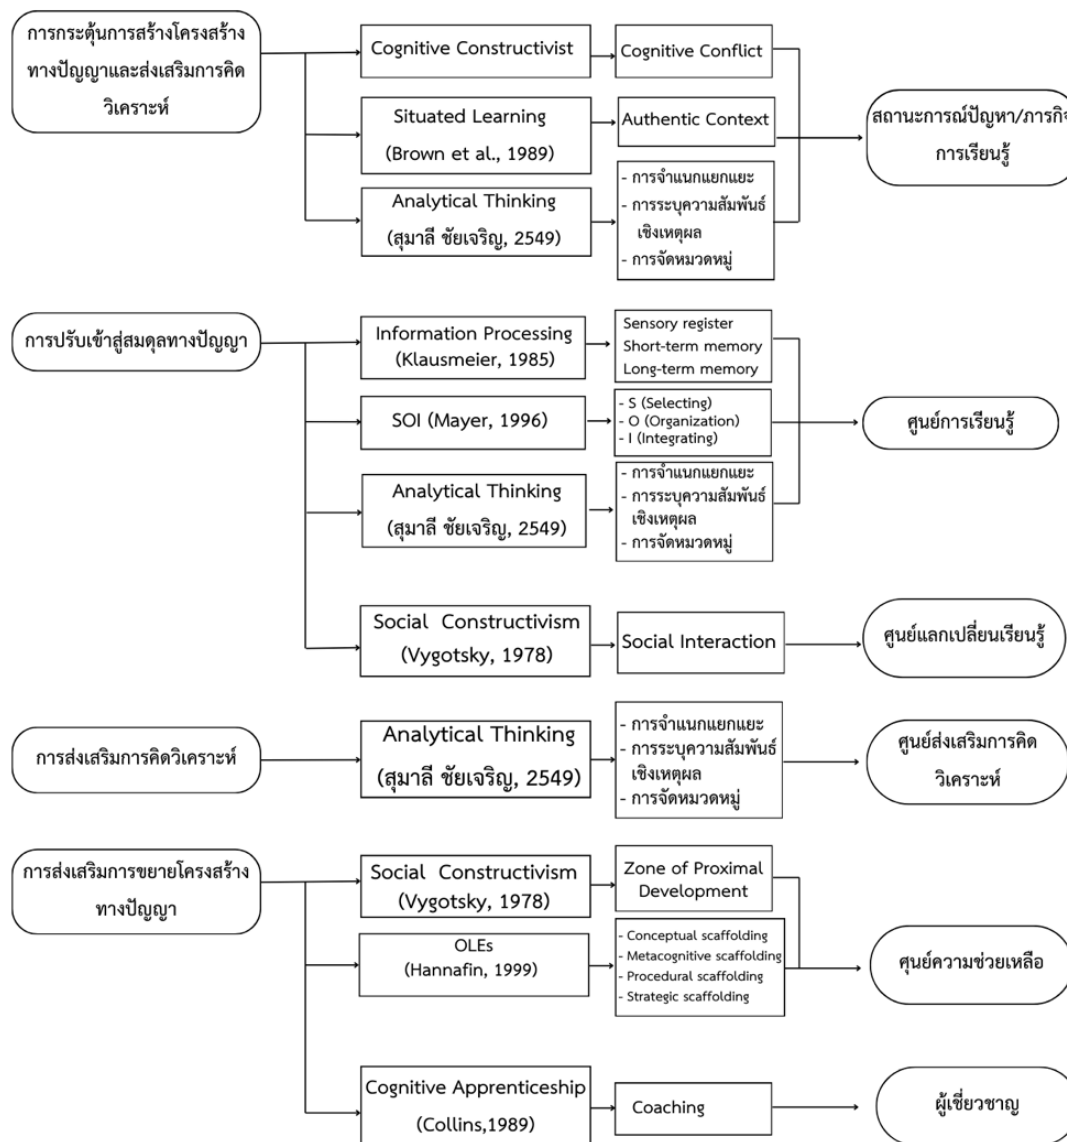 การกระตุ้นการสร้างโครงสร้าง
ทางปัญญาและส่งเสริมการคิด
วิเคราะห์
Cognitive Constructivist
Cognitive Conflict
Situated Learning
(Brown et al., 1989)
Authentic Context
Analytical Thinking
(สุมาลี ชัยเจริญ, 2549)
- การจำแนกแยกแยะ
- การระบุความสัมพันธ์
เชิงเหตุผล
- การจัดหมวดหมู่
สถานะการณ์ปัญหา/ภารกิจ
การเรียนรู้
การปรับเข้าสู่สมดุลทางปัญญา
Information Processing
(Klausmeier, 1985)
Sensory register
Short-term memory
Long-term memory
SOI (Mayer, 1996)
- S (Selecting)
- O (Organization)
- I (Integrating)
Analytical Thinking
(สุมาลี ชัยเจริญ, 2549)
- การจำแนกแยกแยะ
- การระบุความสัมพันธ์
เชิงเหตุผล
- การจัดหมวดหมู่
ศูนย์การเรียนรู้
Social Constructivism
(Vygotsky, 1978)
Social Interaction
ศูนย์แลกเปลี่ยนเรียนรู้
การส่งเสริมการคิดวิเคราะห์
Analytical Thinking
(สุมาลี ชัยเจริญ, 2549)
- การจำแนกแยกแยะ
- การระบุความสัมพันธ์
เชิงเหตุผล
- การจัดหมวดหมู่
ศูนย์ส่งเสริมการคิด
วิเคราะห์
การส่งเสริมการขยายโครงสร้าง
ทางปัญญา
Social Constructivism
(Vygotsky, 1978)
Zone of Proximal
Development
OLEs
(Hannafin, 1999)
- Conceptual scaffolding
- Metacognitive scaffolding
- Procedural scaffolding
- Strategic scaffolding
ศุนย์ความช่วยเหลือ
Cognitive Apprenticeship
(Collins,1989)
Coaching
ผู้เชี่ยวชาญ